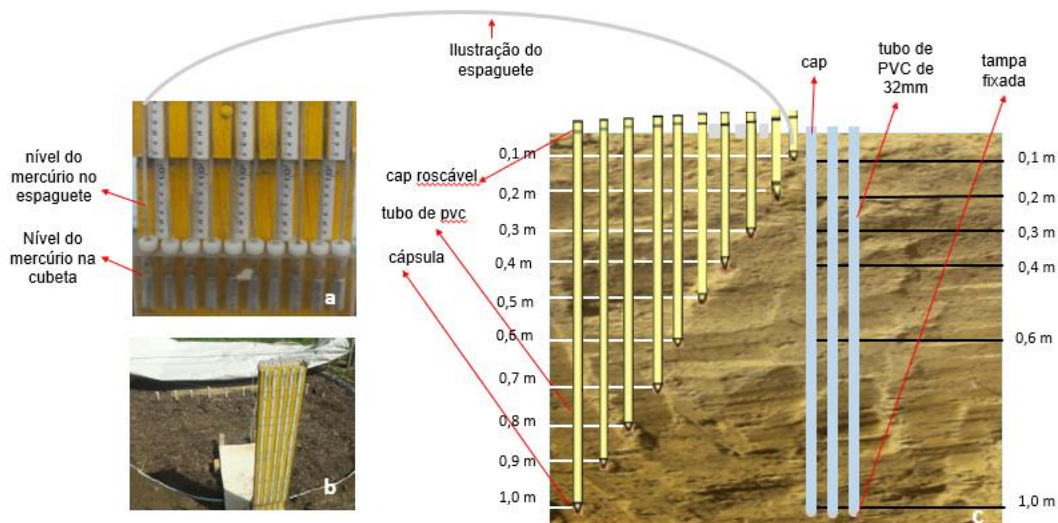 Ilustração do
espaguete
cap
tubo de
PVC de
32mm
tampa
fixada
nível do
mercúrio no
espaguete
Nível do
mercúrio na
cubeta
a
b
cap roscável
tubo de pvc
cápsula
0,1 m
0,2 m
0,3 m
0,4 m
0,5 m
0,6 m
0,7 m
0,8 m
0,9 m
1,0 m
0,1 m
0,2 m
0,3 m
0,4 m
0,6 m
1,0 m
c